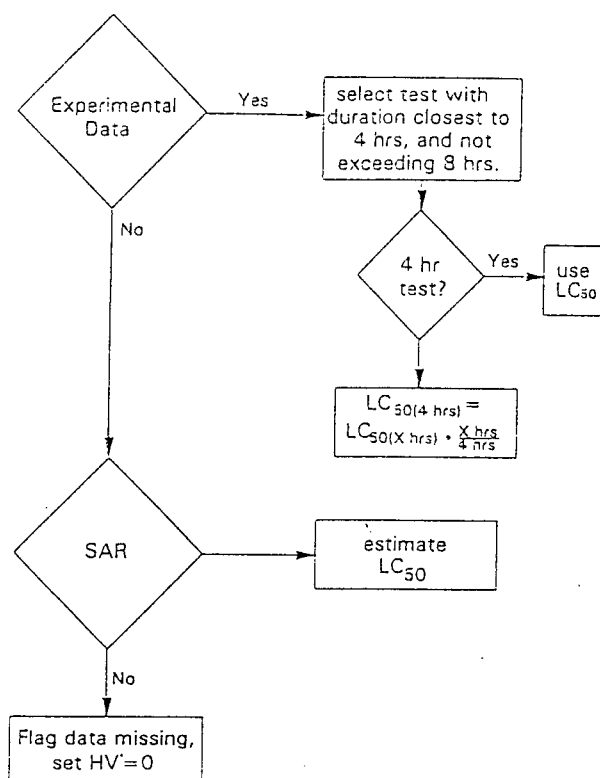 Experimental
Data
Yes
select test with
duration closest to
4 hrs, and not
exceeding 8 hrs.
No
4 hr
test?
Yes
use
LC50
LC50(4 hrs) =
LC50(X hrs) • X hrs/4 hrs
SAR
estimate
LC50
No
Flag data missing,
set HV*=0